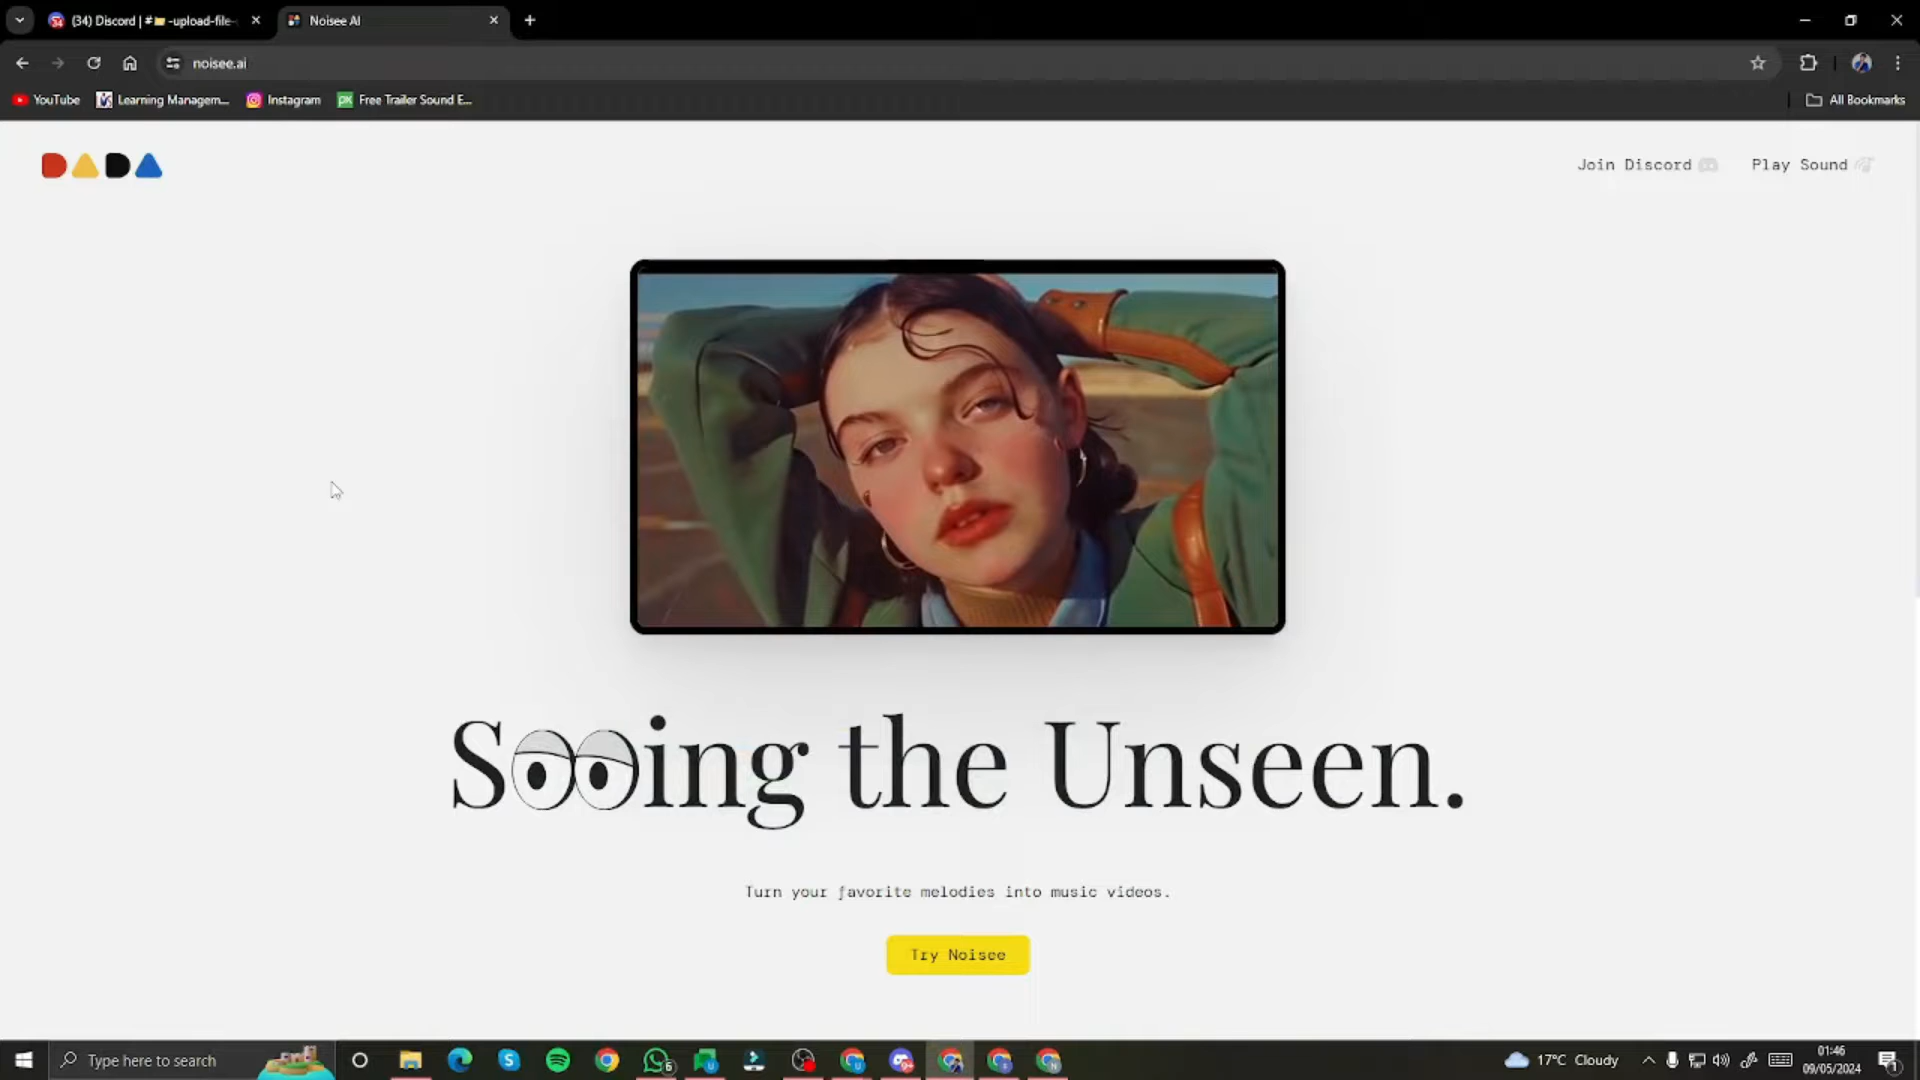 (34) Discord | # -upload-file-
Noisee AI
noisee.ai
YouTube
Learning Managem...
Instagram
Free Trailer Sound E...
All Bookmarks
DADA
Join Discord
Play Sound
Seeing the Unseen.
Turn your favorite melodies into music videos.
Try Noisee
Type here to search
17°C Cloudy
01:46
09/05/2024